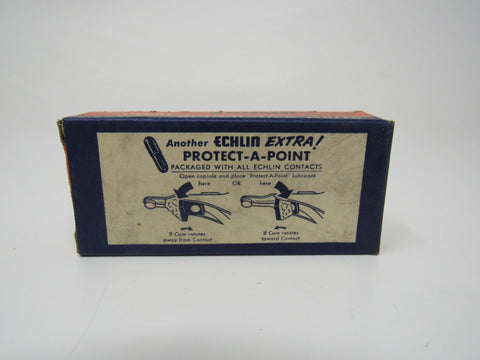 Another ECHLIN EXTRA!
PROTECT-A-POINT
PACKAGED WITH ALL ECHLIN CONTACTS
Open capsule and place "Protect-A-Point" Lubricant
here OR here
If Cam rotates If Cam rotates
away from Contact toward Contact